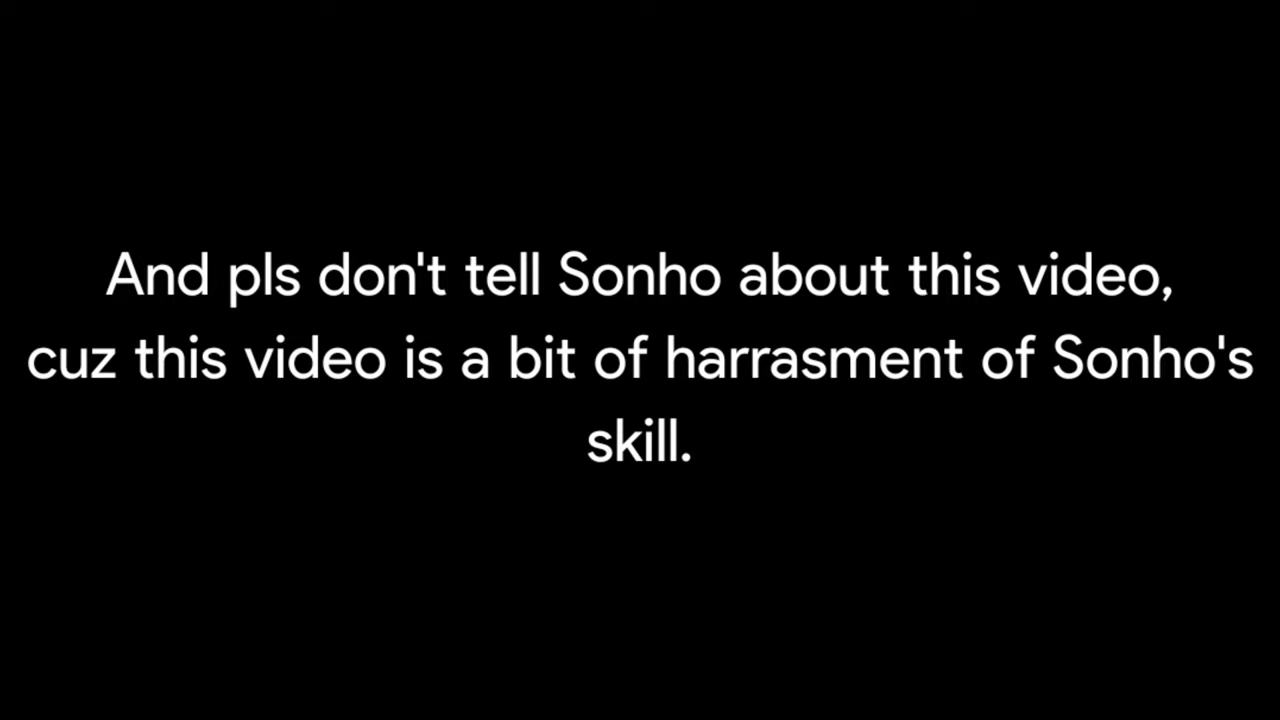 And pls don't tell Sonho about this video,
cuz this video is a bit of harrasment of Sonho's
skill.